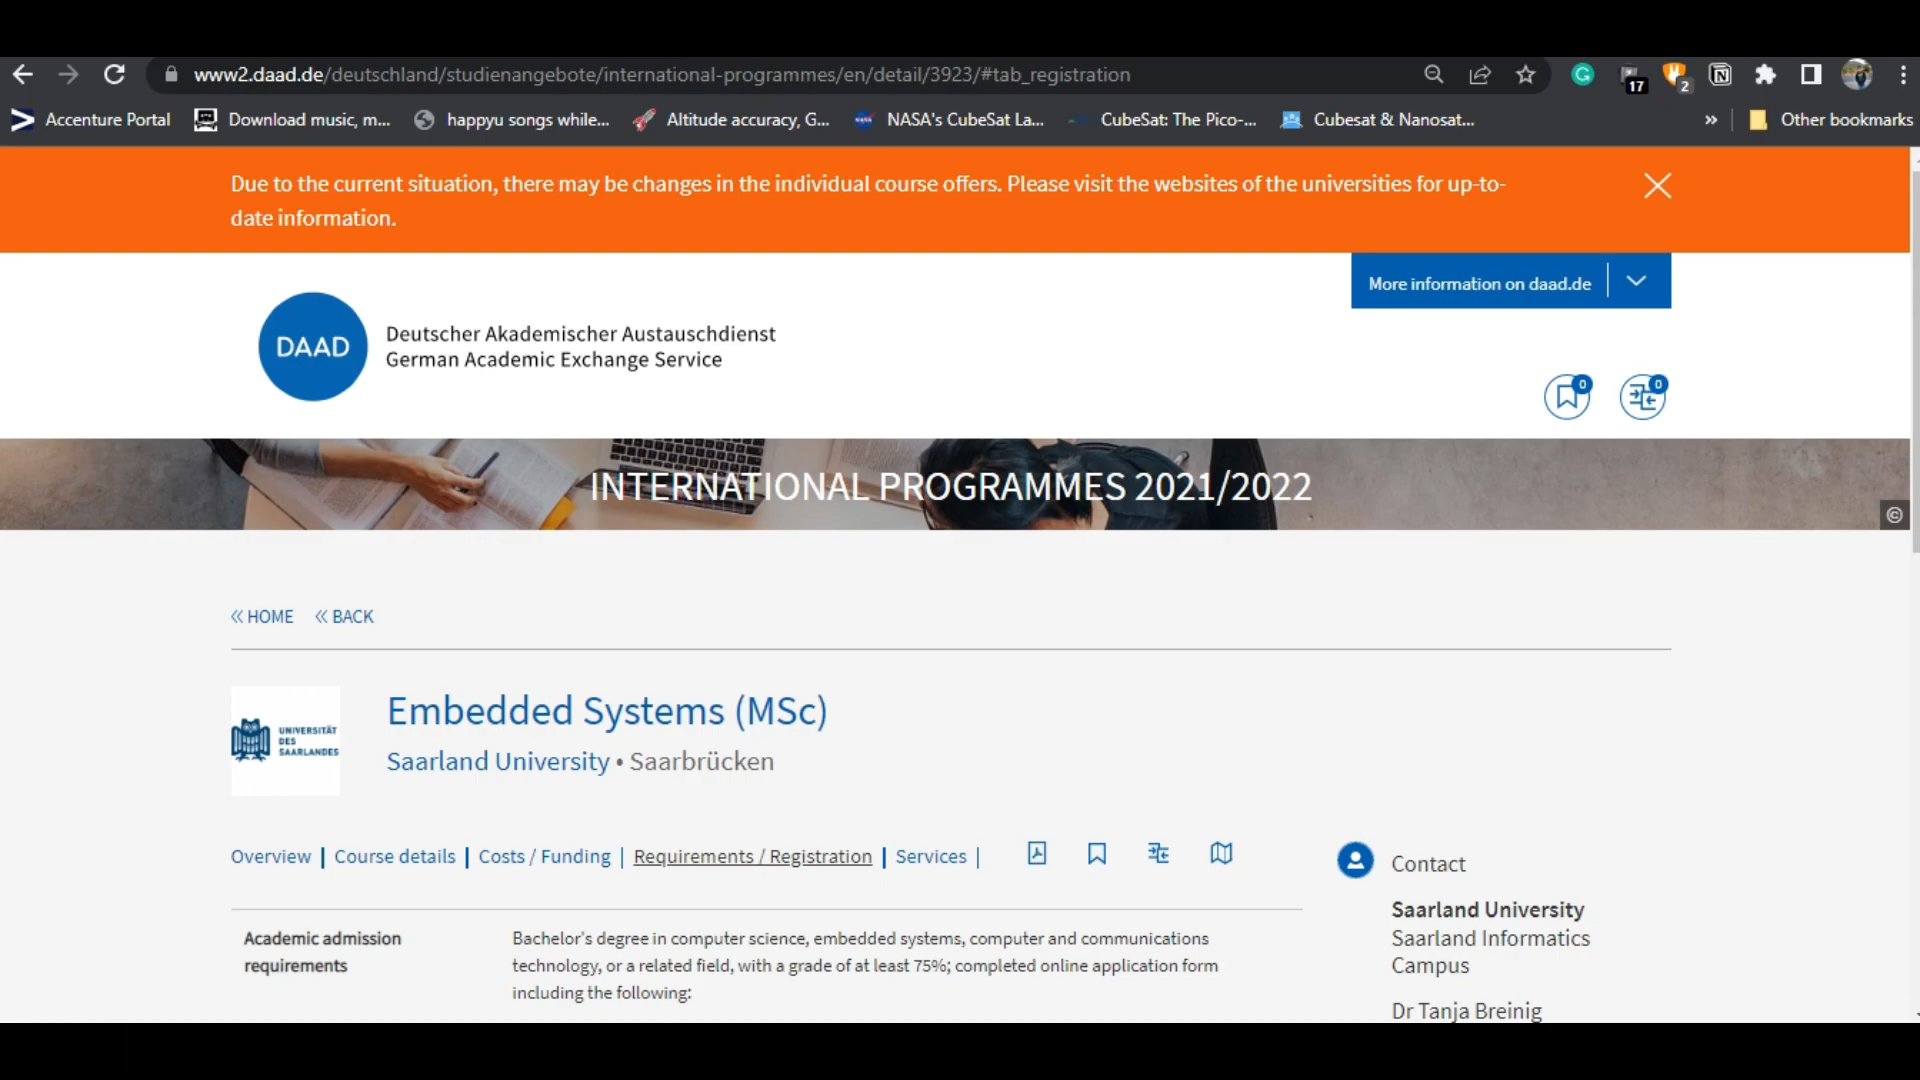 www2.daad.de/deutschland/studienangebote/international-programmes/en/detail/3923/#tab_registration
17
2
Accenture Portal
Download music, m...
happyu songs while...
Altitude accuracy, G...
NASA's CubeSat La...
CubeSat: The Pico-...
Cubesat & Nanosat...
»
Other bookmarks
Due to the current situation, there may be changes in the individual course offers. Please visit the websites of the universities for up-to-
date information.
More information on daad.de
DAAD
Deutscher Akademischer Austauschdienst
German Academic Exchange Service
0
0
INTERNATIONAL PROGRAMMES 2021/2022
©
« HOME « BACK
UNIVERSITÄT
DES
SAARLANDES
Embedded Systems (MSc)
Saarland University • Saarbrücken
Overview | Course details | Costs / Funding | Requirements / Registration | Services |
Contact
Saarland University
Saarland Informatics
Campus
Dr Tanja Breinig
Academic admission
requirements
Bachelor's degree in computer science, embedded systems, computer and communications
technology, or a related field, with a grade of at least 75%; completed online application form
including the following: